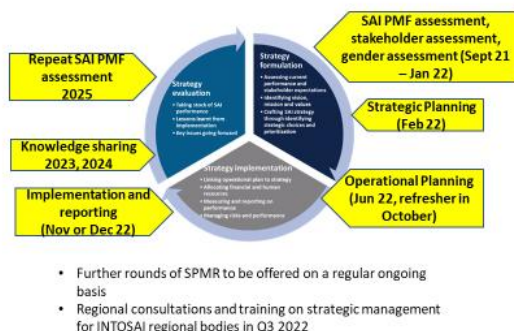 SAI PMF assessment,
stakeholder assessment,
gender assessment (Sept 21
– Jan 22)
Repeat SAI PMF
assessment
2025
Strategy
formulation
• Assessing current
performance and
stakeholder expectations
• Identifying vision,
mission and values
• Crafting SAI strategy
through identifying
strategic choices and
prioritization
Strategy
evaluation
• Taking stock of SAI
performance
• Lessons learnt from
implementation
• Key issues going forward
Strategic Planning
(Feb 22)
Knowledge sharing
2023, 2024
Strategy implementation
• Linking operational plan to strategy
• Allocating financial and human
resources
• Measuring and reporting on
performance
• Managing risks and performance
Operational Planning
(Jun 22, refresher in
October)
Implementation and
reporting
(Nov or Dec 22)
• Further rounds of SPMR to be offered on a regular ongoing
basis
• Regional consultations and training on strategic management
for INTOSAI regional bodies in Q3 2022